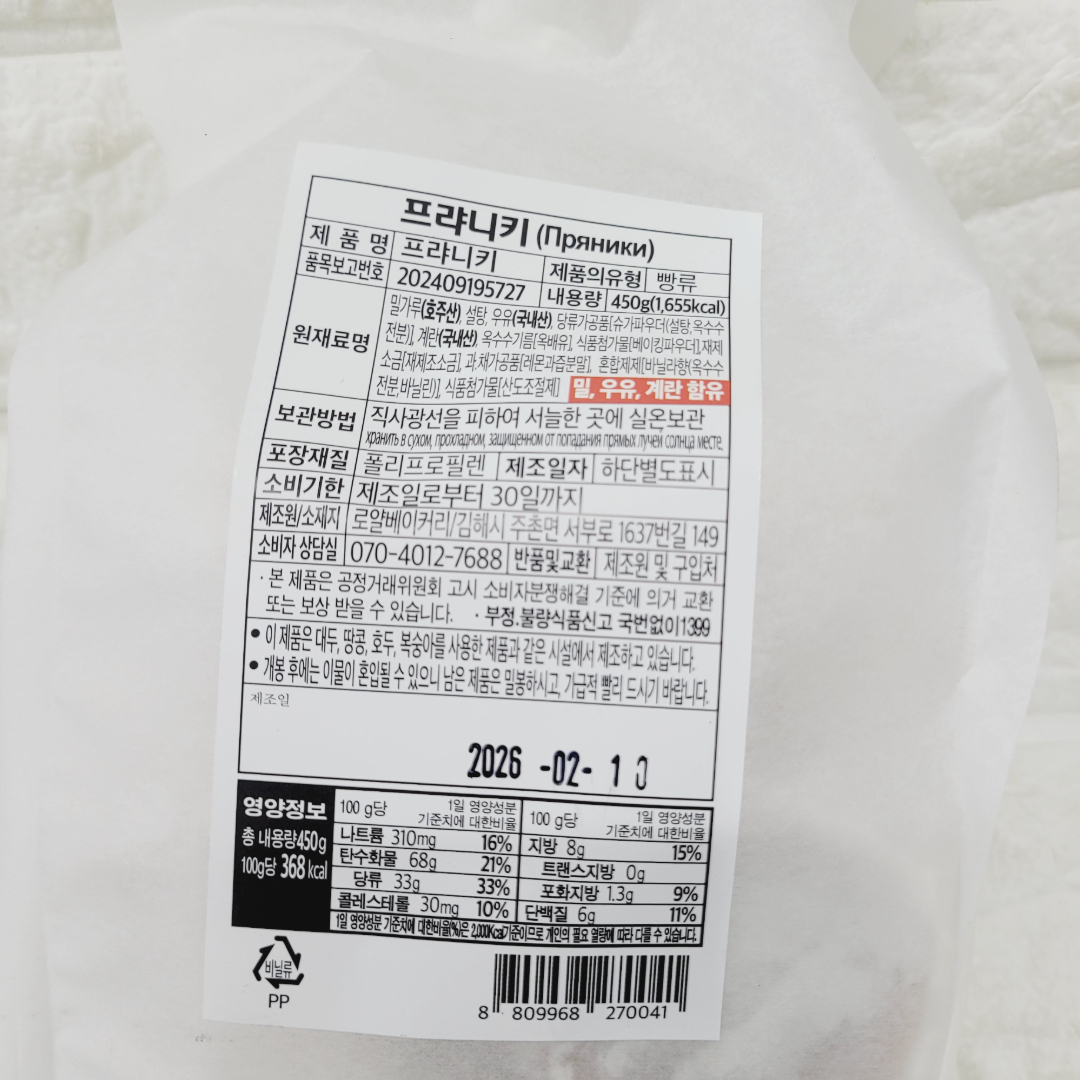 프랴니키 (Пряники)
제 품 명 프랴니키 제품의유형 빵류
품목보고번호 202409195727 내용량 450g(1,655kcal)
원재료명 밀가루(호주산), 설탕, 우유(국내산), 당류가공품[슈가파우더(설탕,옥수수
전분)], 계란(국내산), 옥수수기름[옥배유], 식품첨가물[베이킹파우더],재제
소금[재제조소금], 과·채가공품[레몬과즙분말], 혼합제제[바닐라향(옥수수
전분,바닐린)], 식품첨가물[산도조절제] 밀, 우유, 계란 함유
보관방법 직사광선을 피하여 서늘한 곳에 실온보관
хранить в сухом, прохладном, защищенном от попадания прямых лучей солнца месте.
포장재질 폴리프로필렌 제조일자 하단별도표시
소비기한 제조일로부터 30일까지
제조원/소재지 로얄베이커리/김해시 주촌면 서부로 1637번길 149
소비자 상담실 070-4012-7688 반품및교환 제조원 및 구입처
· 본 제품은 공정거래위원회 고시 소비자분쟁해결 기준에 의거 교환
또는 보상 받을 수 있습니다. · 부정.불량식품신고 국번없이1399
• 이 제품은 대두, 땅콩, 호두, 복숭아를 사용한 제품과 같은 시설에서 제조하고 있습니다.
• 개봉 후에는 이물이 혼입될 수 있으니 남은 제품은 밀봉하시고, 가급적 빨리 드시기 바랍니다.
제조일
2026 -02- 10
영양정보
총 내용량450g
100g당 368 kcal
100 g당 1일 영양성분 기준치에 대한비율 100 g당 1일 영양성분 기준치에 대한비율
나트륨 310mg 16% 지방 8g 15%
탄수화물 68g 21% 트랜스지방 0g
당류 33g 33% 포화지방 1.3g 9%
콜레스테롤 30mg 10% 단백질 6g 11%
1일 영양성분 기준치에 대한비율(%)은 2,000Kcal기준이므로 개인의 필요 열량에 따라 다를 수 있습니다.
비닐류
PP
8 809968 270041